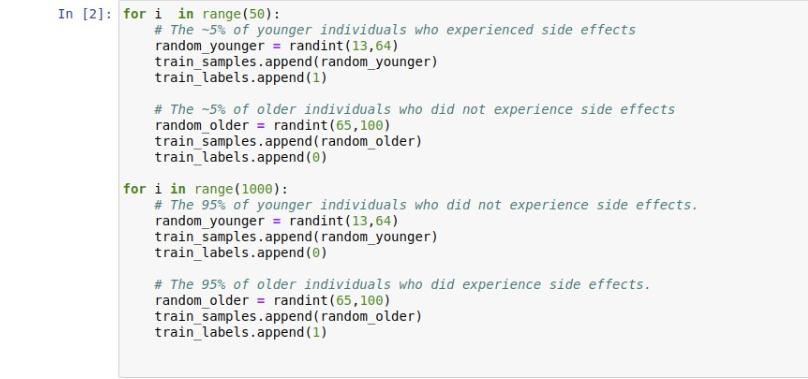 In [2]: for i  in range(50):
    # The ~5% of younger individuals who experienced side effects
    random_younger = randint(13,64)
    train_samples.append(random_younger)
    train_labels.append(1)

    # The ~5% of older individuals who did not experience side effects
    random_older = randint(65,100)
    train_samples.append(random_older)
    train_labels.append(0)

for i in range(1000):
    # The 95% of younger individuals who did not experience side effects.
    random_younger = randint(13,64)
    train_samples.append(random_younger)
    train_labels.append(0)

    # The 95% of older individuals who did experience side effects.
    random_older = randint(65,100)
    train_samples.append(random_older)
    train_labels.append(1)